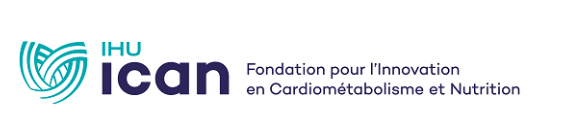 IHU
ican
Fondation pour l'Innovation
en Cardiométabolisme et Nutrition